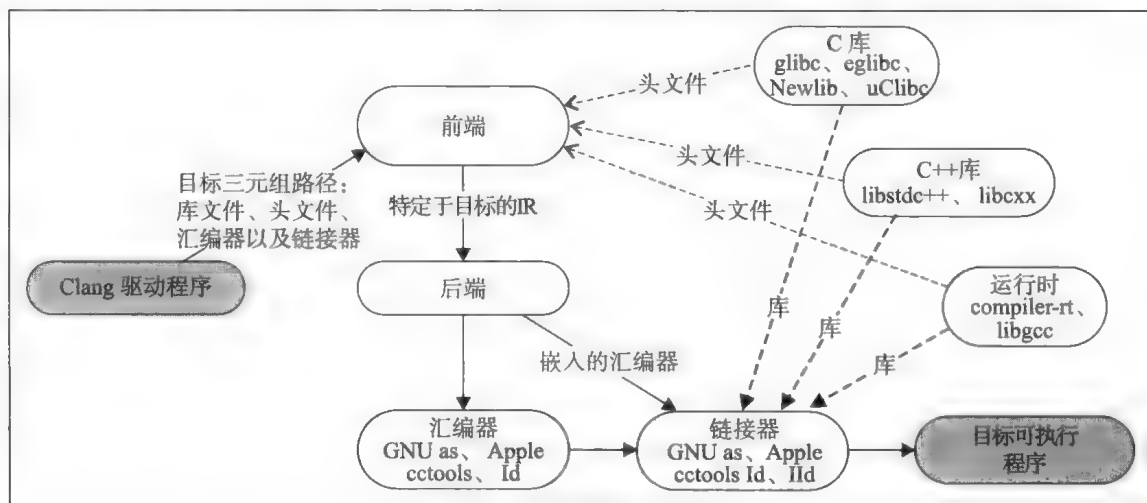 C 库
glibc、eglibc、
Newlib、uClibc
头文件
前端
头文件
C++库
libstdc++、libcxx
目标三元组路径：
库文件、头文件、
汇编器以及链接器
特定于目标的IR
头文件
Clang 驱动程序
后端
运行时
compiler-rt、
libgcc
库
库
库
嵌入的汇编器
汇编器
GNU as、Apple
cctools、Id
链接器
GNU as、Apple
cctools Id、IId
目标可执行
程序